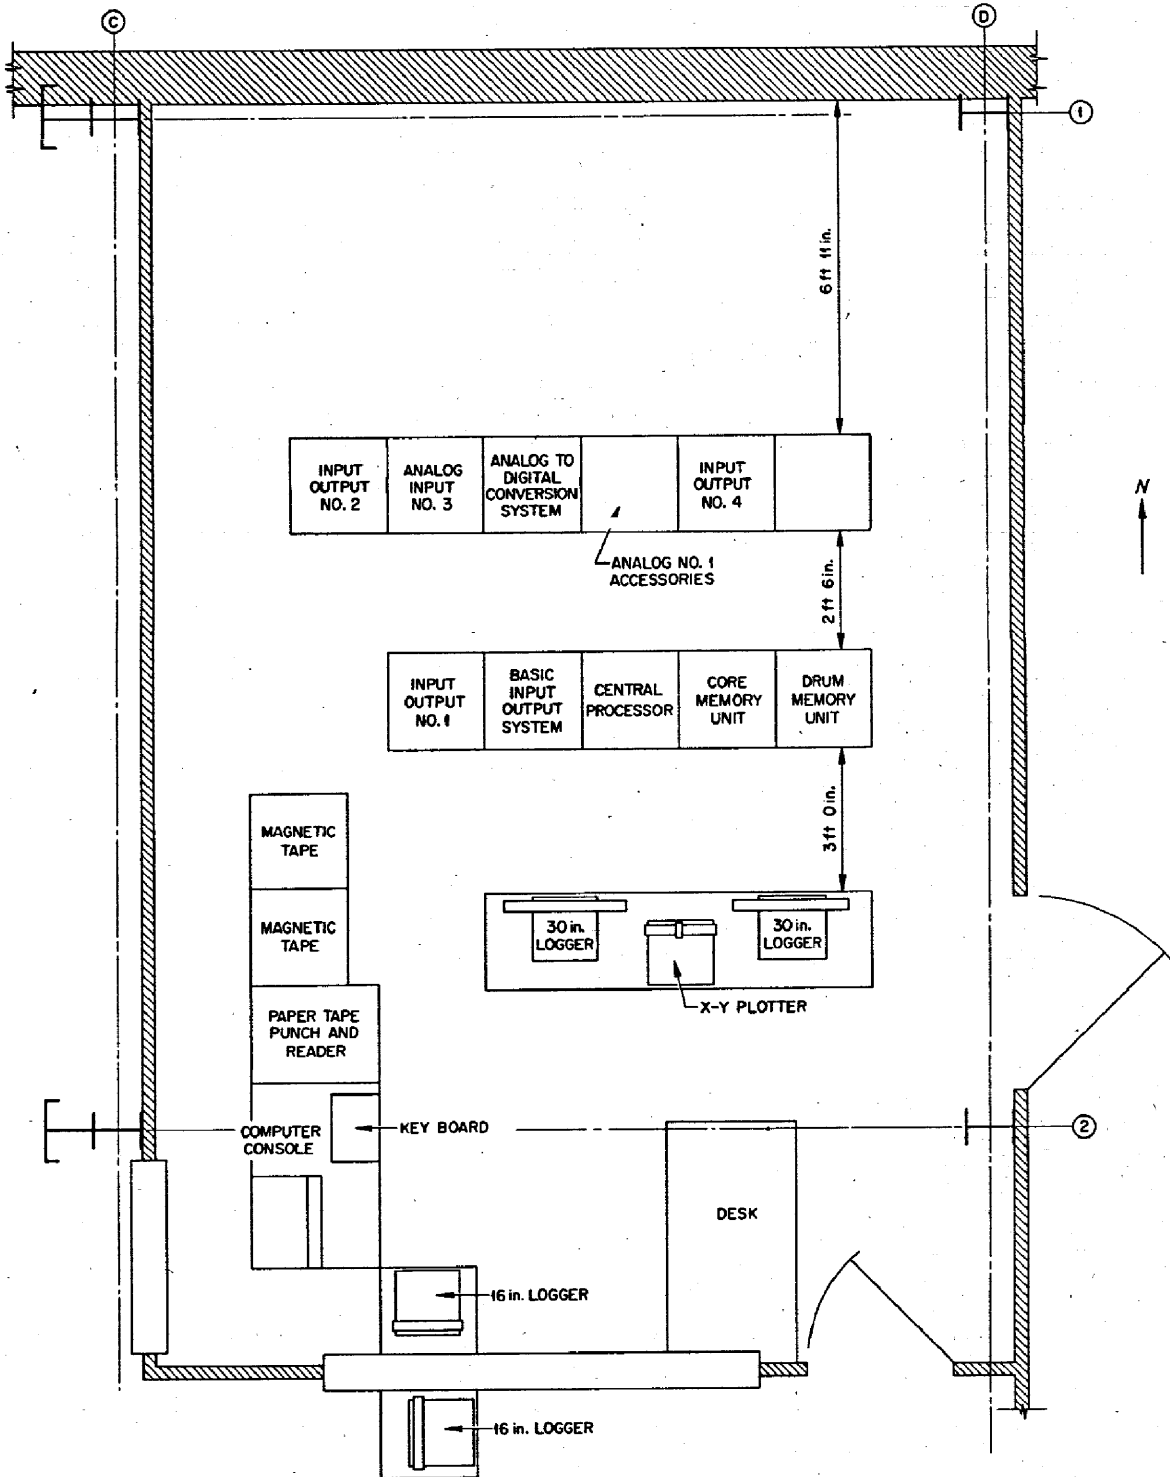 C
D
1
6 ft 11 in.
INPUT
OUTPUT
NO. 2
ANALOG
INPUT
NO. 3
ANALOG TO
DIGITAL
CONVERSION
SYSTEM
INPUT
OUTPUT
NO. 4
N
ANALOG NO. 1
ACCESSORIES
2 ft 6 in.
INPUT
OUTPUT
NO. 1
BASIC
INPUT
OUTPUT
SYSTEM
CENTRAL
PROCESSOR
CORE
MEMORY
UNIT
DRUM
MEMORY
UNIT
3 ft 0 in.
MAGNETIC
TAPE
MAGNETIC
TAPE
30 in.
LOGGER
30 in.
LOGGER
X-Y PLOTTER
PAPER TAPE
PUNCH AND
READER
COMPUTER
CONSOLE
KEY BOARD
2
DESK
16 in. LOGGER
16 in. LOGGER